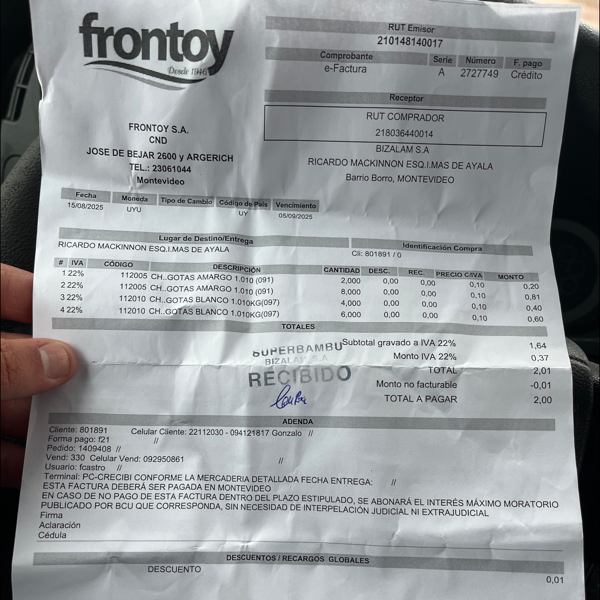 frontoy
Desde 1946
FRONTOY S.A.
CND
JOSE DE BEJAR 2600 y ARGERICH
TEL.: 23061044
Montevideo
RUT Emisor
210148140017
Comprobante Serie Número F. pago
e-Factura A 2727749 Crédito
Receptor
RUT COMPRADOR
218036440014
BIZALAM S.A
RICARDO MACKINNON ESQ.I.MAS DE AYALA
Barrio Borro, MONTEVIDEO
Fecha Moneda Tipo de Cambio Código de País Vencimiento
15/08/2025 UYU UY 05/09/2025
Lugar de Destino/Entrega Identificación Compra
RICARDO MACKINNON ESQ.I.MAS DE AYALA Cli: 801891 / 0
# IVA CÓDIGO DESCRIPCIÓN CANTIDAD DESC. REC. PRECIO C/IVA MONTO
1 22% 112005 CH..GOTAS AMARGO 1.010 (091) 2,000 0,00 0,00 0,10 0,20
2 22% 112005 CH..GOTAS AMARGO 1.010 (091) 8,000 0,00 0,00 0,10 0,81
3 22% 112010 CH..GOTAS BLANCO 1.010KG(097) 4,000 0,00 0,00 0,10 0,40
4 22% 112010 CH..GOTAS BLANCO 1.010KG(097) 6,000 0,00 0,00 0,10 0,60
TOTALES
Subtotal gravado a IVA 22% 1,64
Monto IVA 22% 0,37
TOTAL 2,01
Monto no facturable -0,01
TOTAL A PAGAR 2,00
SUPERBAMBU
BIZALAM S.A
RECIBIDO
ADENDA
Cliente: 801891 Celular Cliente: 22112030 - 094121817 Gonzalo //
Forma pago: f21 //
Pedido: 1409408 //
Vend: 330 Celular Vend: 092950861 //
Usuario: fcastro //
Terminal: PC-CRECIBI CONFORME LA MERCADERIA DETALLADA FECHA ENTREGA: //
ESTA FACTURA DEBERÁ SER PAGADA EN MONTEVIDEO
EN CASO DE NO PAGO DE ESTA FACTURA DENTRO DEL PLAZO ESTIPULADO, SE ABONARÁ EL INTERÉS MÁXIMO MORATORIO
PUBLICADO POR BCU QUE CORRESPONDA, SIN NECESIDAD DE INTERPELACIÓN JUDICIAL NI EXTRAJUDICIAL
Firma
Aclaración
Cédula
DESCUENTOS / RECARGOS GLOBALES
DESCUENTO 0,01